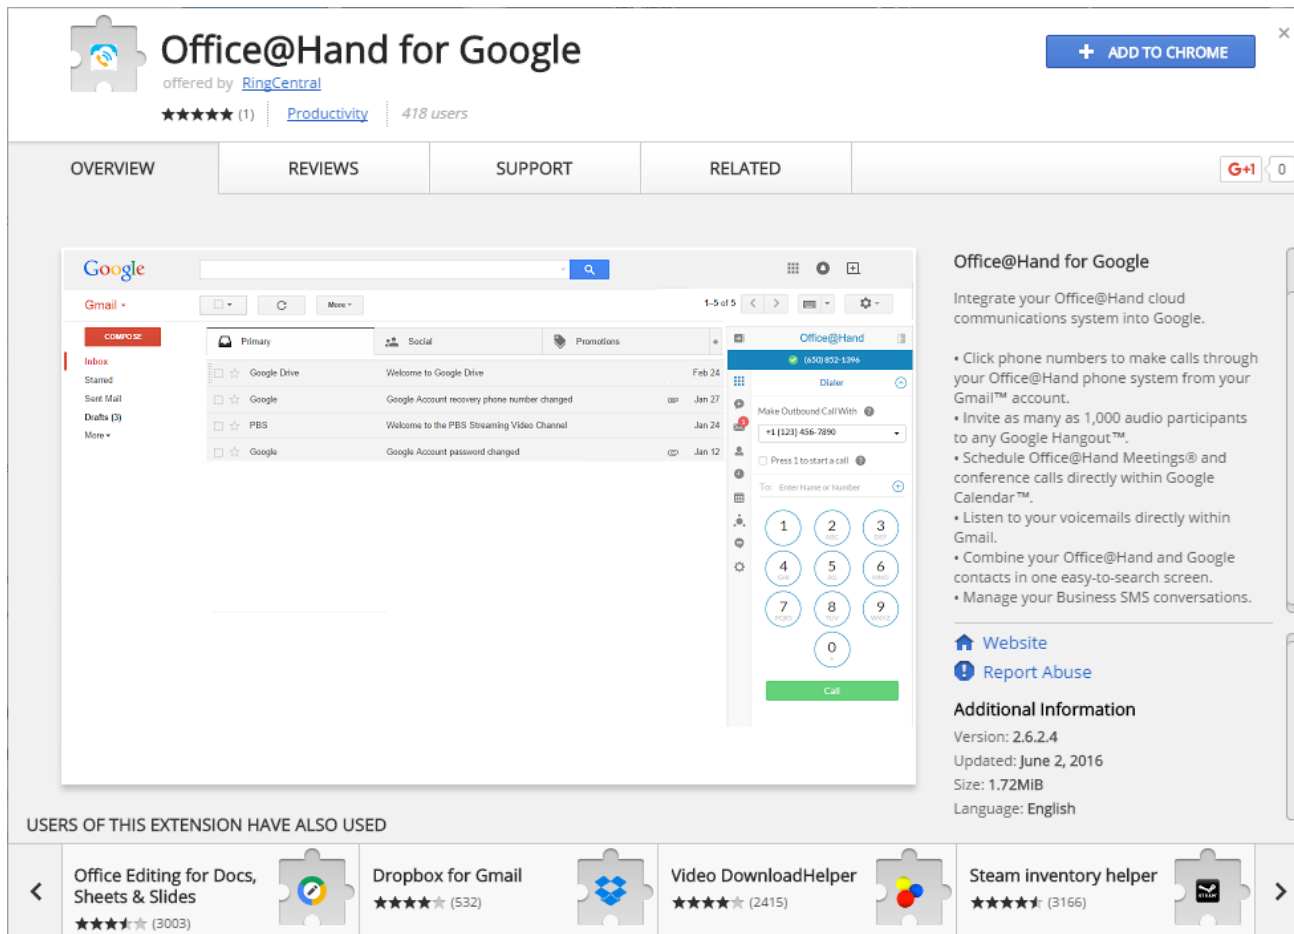 Office@Hand for Google
offered by RingCentral
(1)
Productivity
418 users
+ ADD TO CHROME
×
OVERVIEW
REVIEWS
SUPPORT
RELATED
G+1
0
Google
Gmail
More
1–5 of 5
COMPOSE
Inbox
Starred
Sent Mail
Drafts (3)
More
Primary
Social
Promotions
+
Google Drive Welcome to Google Drive Feb 24
Google Google Account recovery phone number changed Jan 27
PBS Welcome to the PBS Streaming Video Channel Jan 24
Google Google Account password changed Jan 12
Office@Hand
(650) 852-1396
Dialer
Make Outbound Call With ?
1
+1 (123) 456-7890
Press 1 to start a call ?
To: Enter Name or Number
1
2
ABC
3
DEF
4
GHI
5
JKL
6
MNO
7
PQRS
8
TUV
9
WXYZ
0
+
Call
Office@Hand for Google
Integrate your Office@Hand cloud
communications system into Google.
• Click phone numbers to make calls through
your Office@Hand phone system from your
Gmail™ account.
• Invite as many as 1,000 audio participants
to any Google Hangout™.
• Schedule Office@Hand Meetings® and
conference calls directly within Google
Calendar™.
• Listen to your voicemails directly within
Gmail.
• Combine your Office@Hand and Google
contacts in one easy-to-search screen.
• Manage your Business SMS conversations.
Website
Report Abuse
Additional Information
Version: 2.6.2.4
Updated: June 2, 2016
Size: 1.72MiB
Language: English
USERS OF THIS EXTENSION HAVE ALSO USED
Office Editing for Docs,
Sheets & Slides
(3003)
Dropbox for Gmail
(532)
Video DownloadHelper
(2415)
Steam inventory helper
(3166)
STEAM